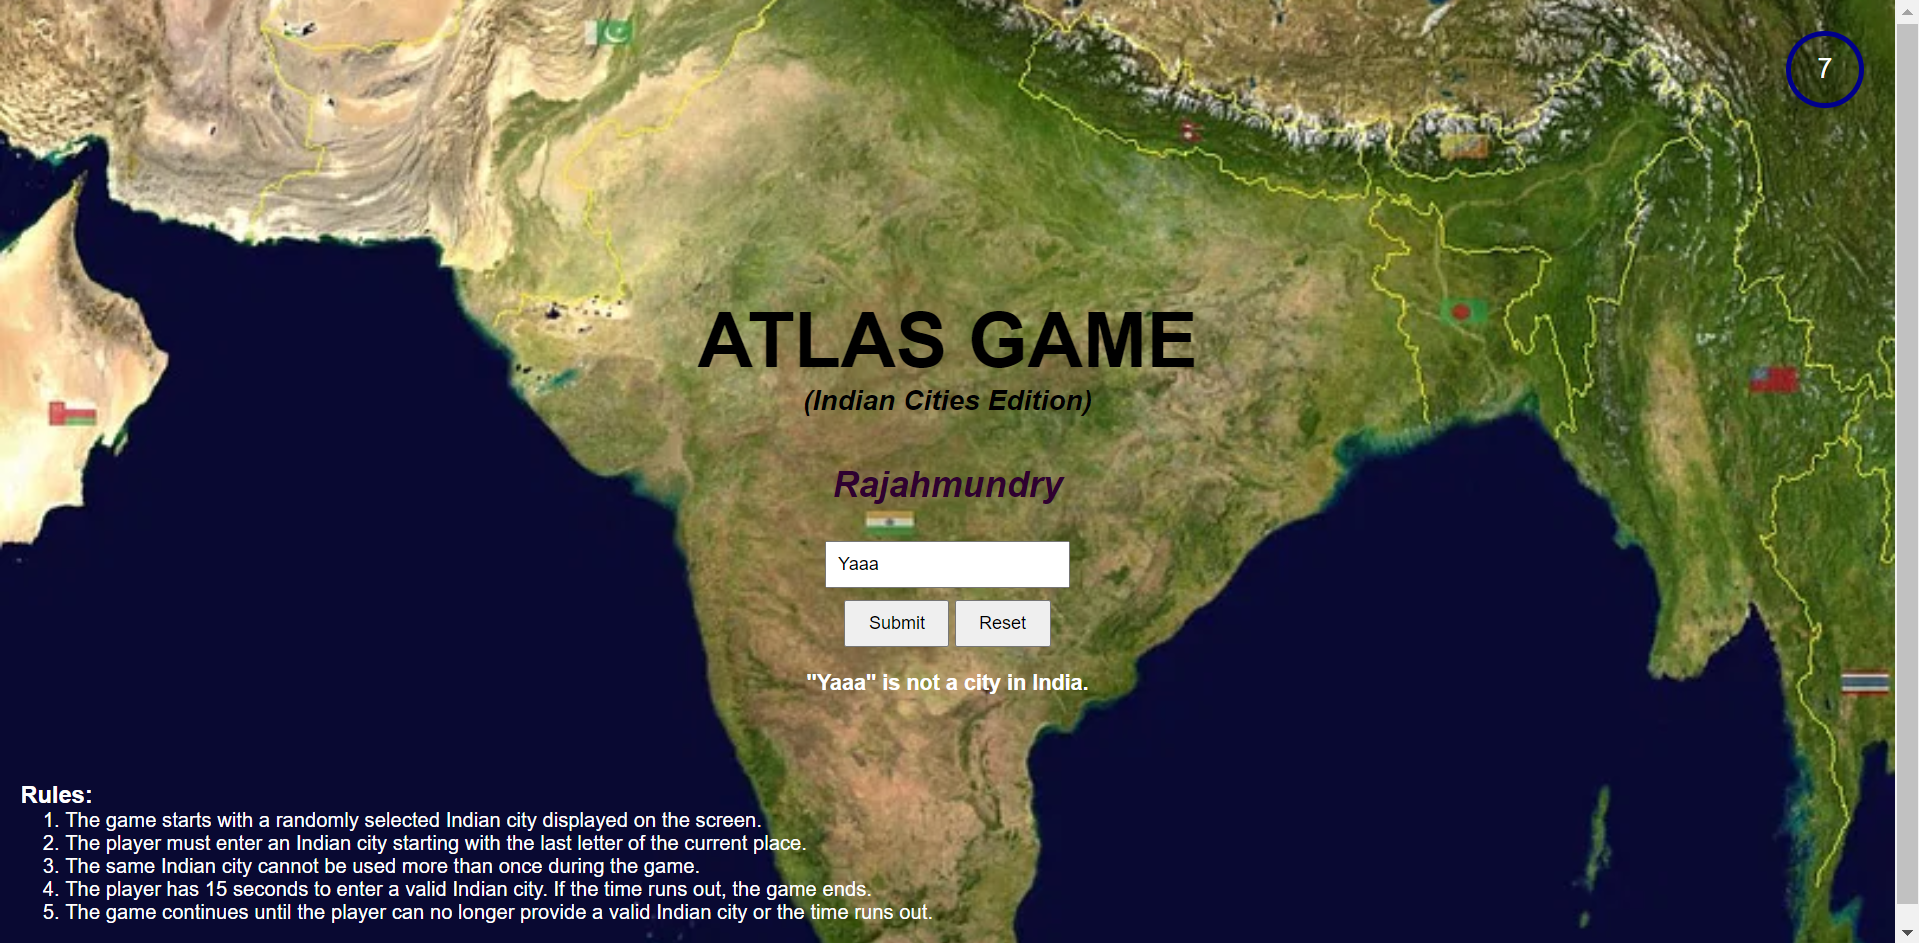 7
ATLAS GAME
(Indian Cities Edition)
Rajahmundry
Yaaa
Submit Reset
"Yaaa" is not a city in India.
Rules:
1. The game starts with a randomly selected Indian city displayed on the screen.
2. The player must enter an Indian city starting with the last letter of the current place.
3. The same Indian city cannot be used more than once during the game.
4. The player has 15 seconds to enter a valid Indian city. If the time runs out, the game ends.
5. The game continues until the player can no longer provide a valid Indian city or the time runs out.